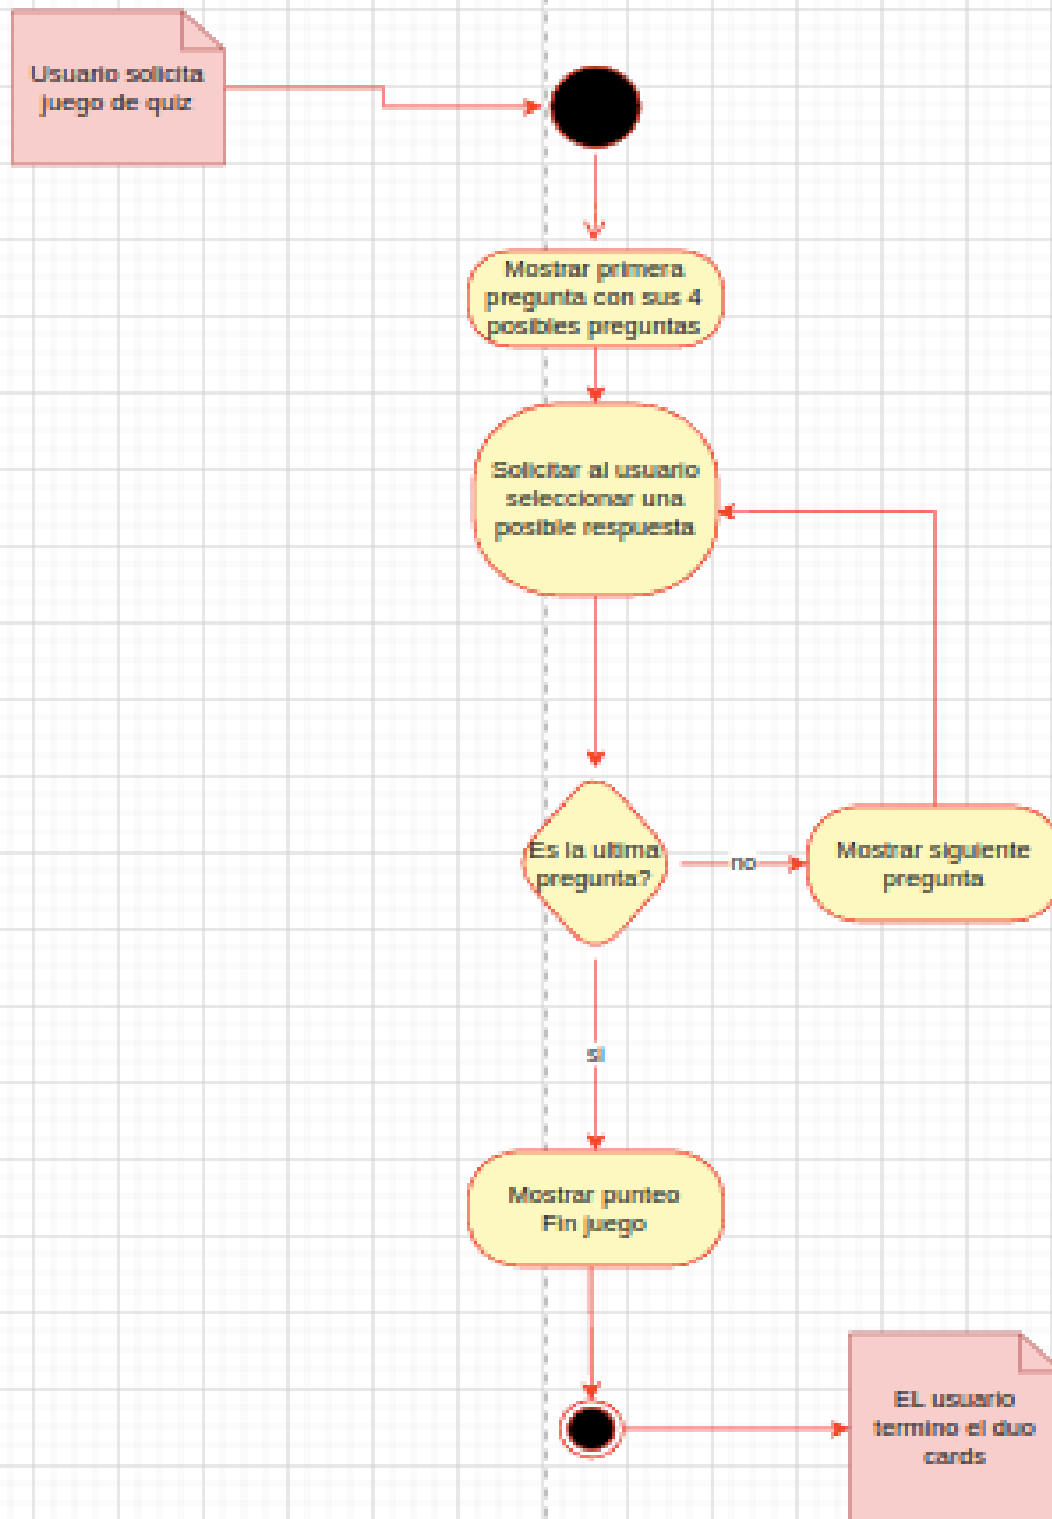 Usuario solicita
juego de quiz
Mostrar primera
pregunta con sus 4
posibles preguntas
Solicitar al usuario
seleccionar una
posible respuesta
Es la ultima
pregunta?
no
Mostrar siguiente
pregunta
si
Mostrar punteo
Fin juego
EL usuario
termino el duo
cards